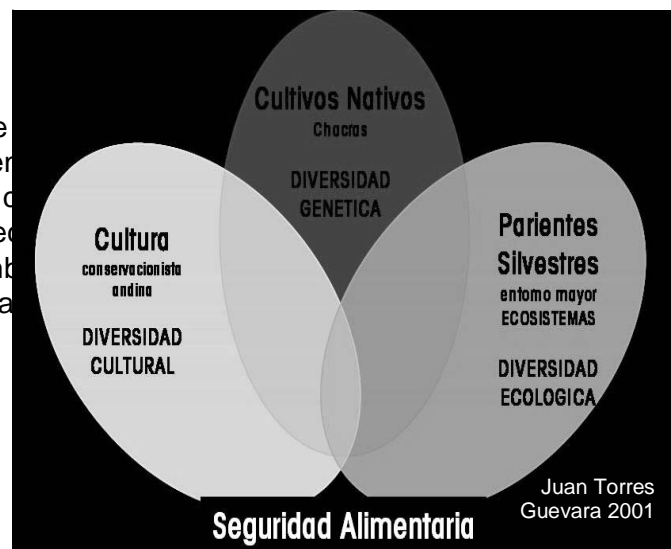 Cultivos Nativos
Chacras
DIVERSIDAD
GENETICA
Cultura
conservacionista
andina
DIVERSIDAD
CULTURAL
Parientes
Silvestres
entorno mayor
ECOSISTEMAS
DIVERSIDAD
ECOLOGICA
Juan Torres
Guevara 2001
Seguridad Alimentaria